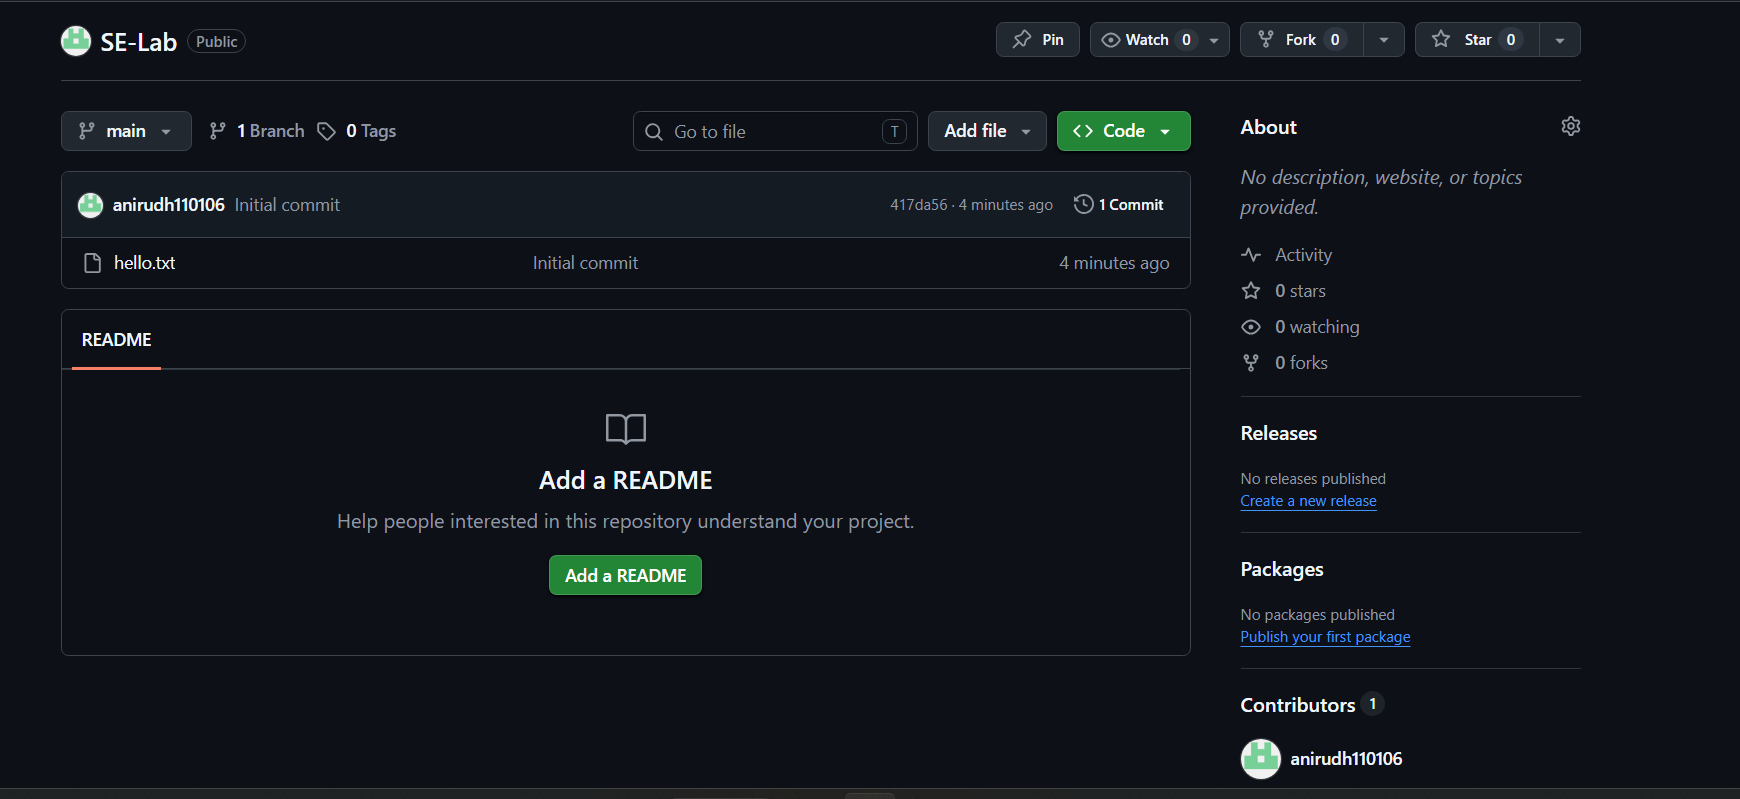 SE-Lab Public
Pin
Watch 0
Fork 0
Star 0
main
1 Branch
0 Tags
Go to file T
Add file
Code
anirudh110106 Initial commit
417da56 · 4 minutes ago
1 Commit
hello.txt
Initial commit
4 minutes ago
README
Add a README
Help people interested in this repository understand your project.
Add a README
About
No description, website, or topics
provided.
Activity
0 stars
0 watching
0 forks
Releases
No releases published
Create a new release
Packages
No packages published
Publish your first package
Contributors 1
anirudh110106